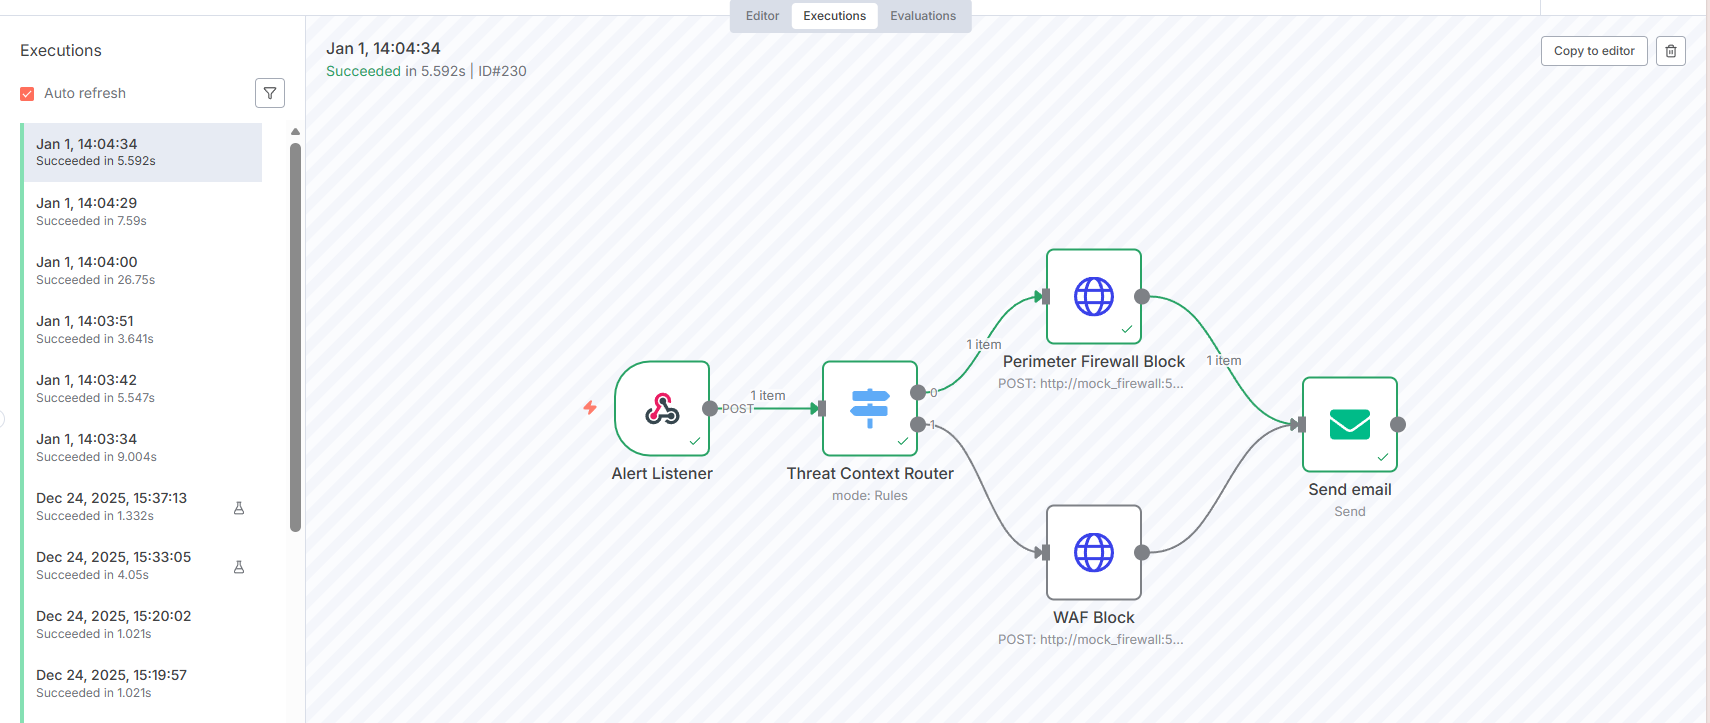 Editor Executions Evaluations
Executions
Auto refresh
Jan 1, 14:04:34
Succeeded in 5.592s
Jan 1, 14:04:29
Succeeded in 7.59s
Jan 1, 14:04:00
Succeeded in 26.75s
Jan 1, 14:03:51
Succeeded in 3.641s
Jan 1, 14:03:42
Succeeded in 5.547s
Jan 1, 14:03:34
Succeeded in 9.004s
Dec 24, 2025, 15:37:13
Succeeded in 1.332s
Dec 24, 2025, 15:33:05
Succeeded in 4.05s
Dec 24, 2025, 15:20:02
Succeeded in 1.021s
Dec 24, 2025, 15:19:57
Succeeded in 1.021s
Jan 1, 14:04:34
Succeeded in 5.592s | ID#230
Copy to editor
Alert Listener
POST
1 item
Threat Context Router
mode: Rules
0
1
1 item
Perimeter Firewall Block
POST: http://mock_firewall:5...
1 item
WAF Block
POST: http://mock_firewall:5...
Send email
Send